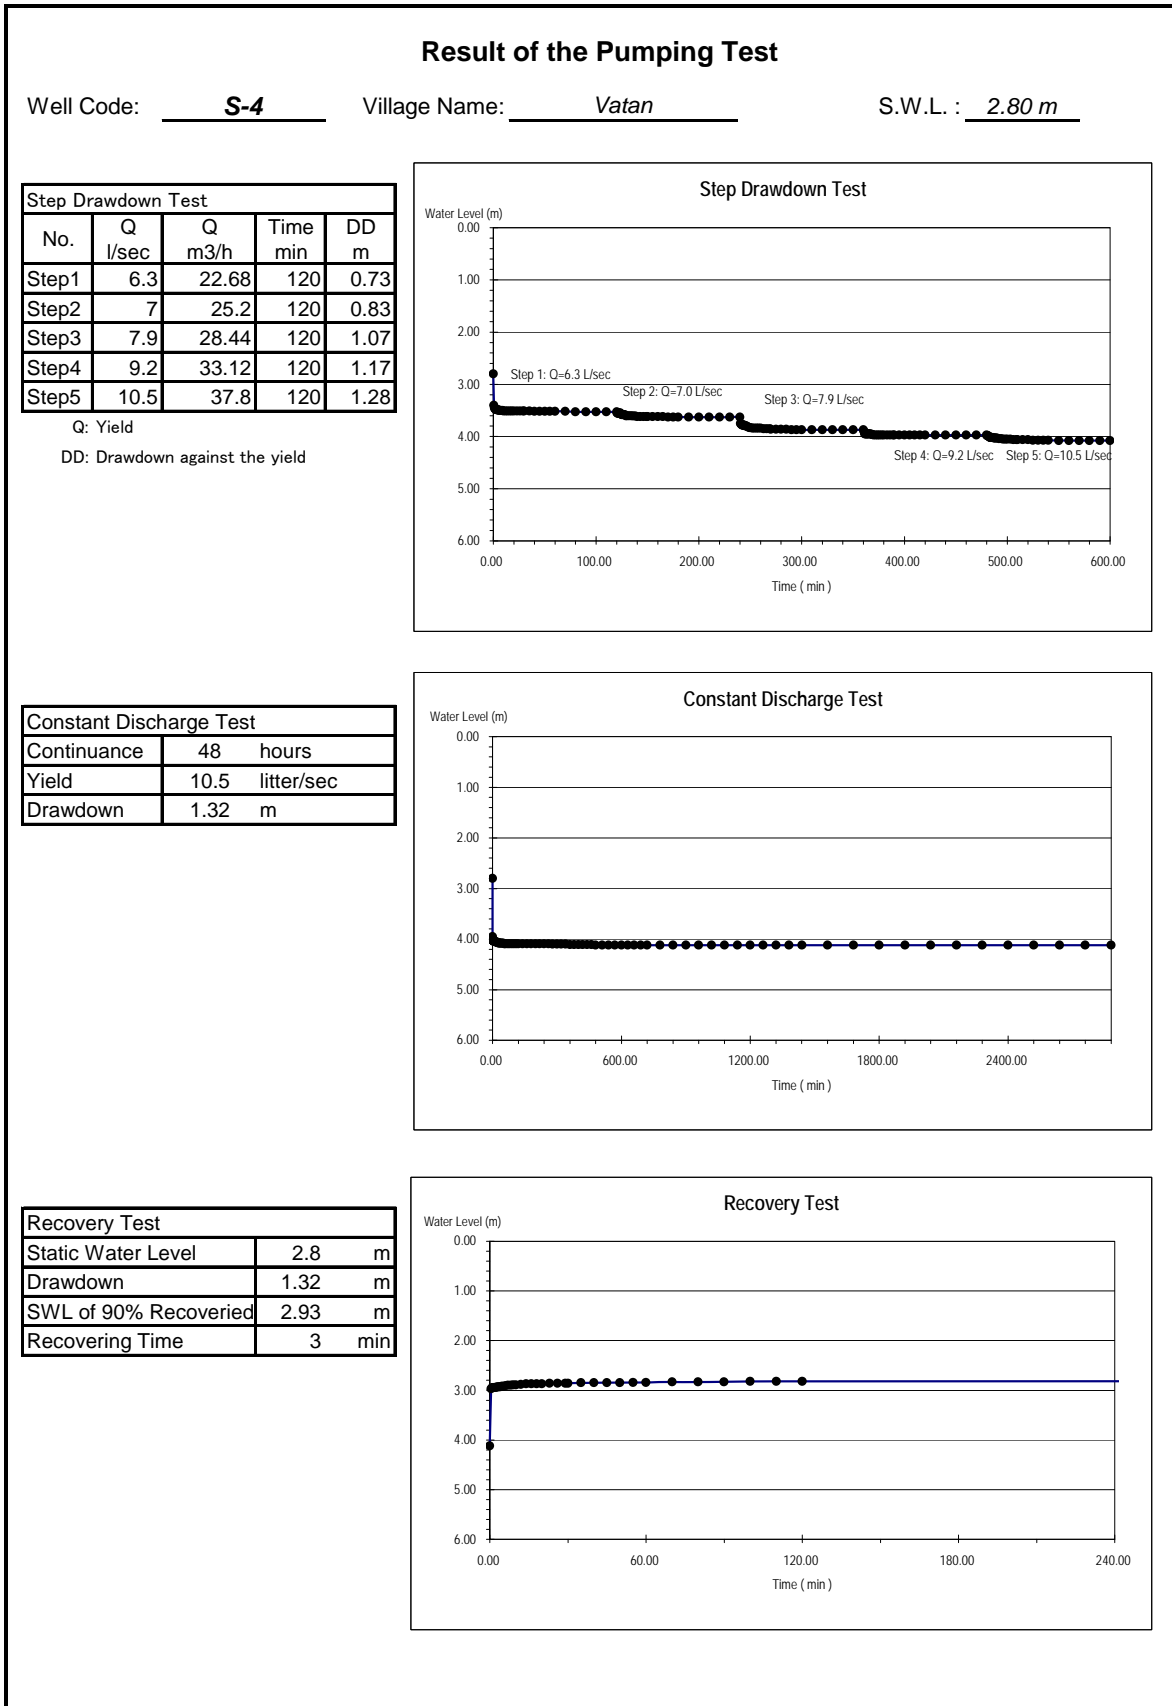 Result of the Pumping Test
Well Code: S-4 Village Name: Vatan S.W.L. : 2.80 m
Step Drawdown Test
No. Q l/sec Q m3/h Time min DD m
Step1 6.3 22.68 120 0.73
Step2 7 25.2 120 0.83
Step3 7.9 28.44 120 1.07
Step4 9.2 33.12 120 1.17
Step5 10.5 37.8 120 1.28
Q: Yield
DD: Drawdown against the yield
Step Drawdown Test
Water Level (m)
0.00
1.00
2.00
3.00
4.00
5.00
6.00
Step 1: Q=6.3 L/sec
Step 2: Q=7.0 L/sec
Step 3: Q=7.9 L/sec
Step 4: Q=9.2 L/sec Step 5: Q=10.5 L/sec
0.00 100.00 200.00 300.00 400.00 500.00 600.00
Time ( min )
Constant Discharge Test
Continuance 48 hours
Yield 10.5 litter/sec
Drawdown 1.32 m
Constant Discharge Test
Water Level (m)
0.00
1.00
2.00
3.00
4.00
5.00
6.00
0.00 600.00 1200.00 1800.00 2400.00
Time ( min )
Recovery Test
Static Water Level 2.8 m
Drawdown 1.32 m
SWL of 90% Recoveried 2.93 m
Recovering Time 3 min
Recovery Test
Water Level (m)
0.00
1.00
2.00
3.00
4.00
5.00
6.00
0.00 60.00 120.00 180.00 240.00
Time ( min )